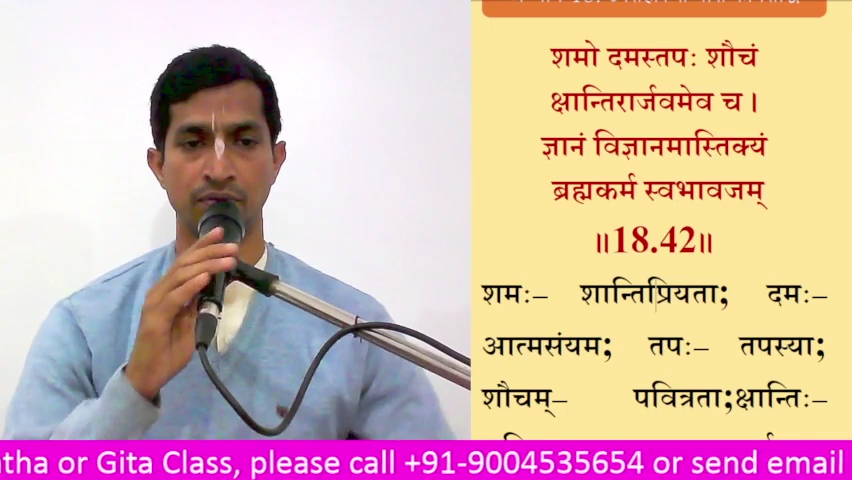 शमो दमस्तपः शौचं
क्षान्तिरार्जवमेव च।
ज्ञानं विज्ञानमास्तिक्यं
ब्रह्मकर्म स्वभावजम्
॥18.42॥
शमः– शान्तिप्रियता; दमः–
आत्मसंयम; तपः– तपस्या;
शौचम्– पवित्रता;क्षान्तिः–
or Gita Class, please call +91-9004535654 or send email